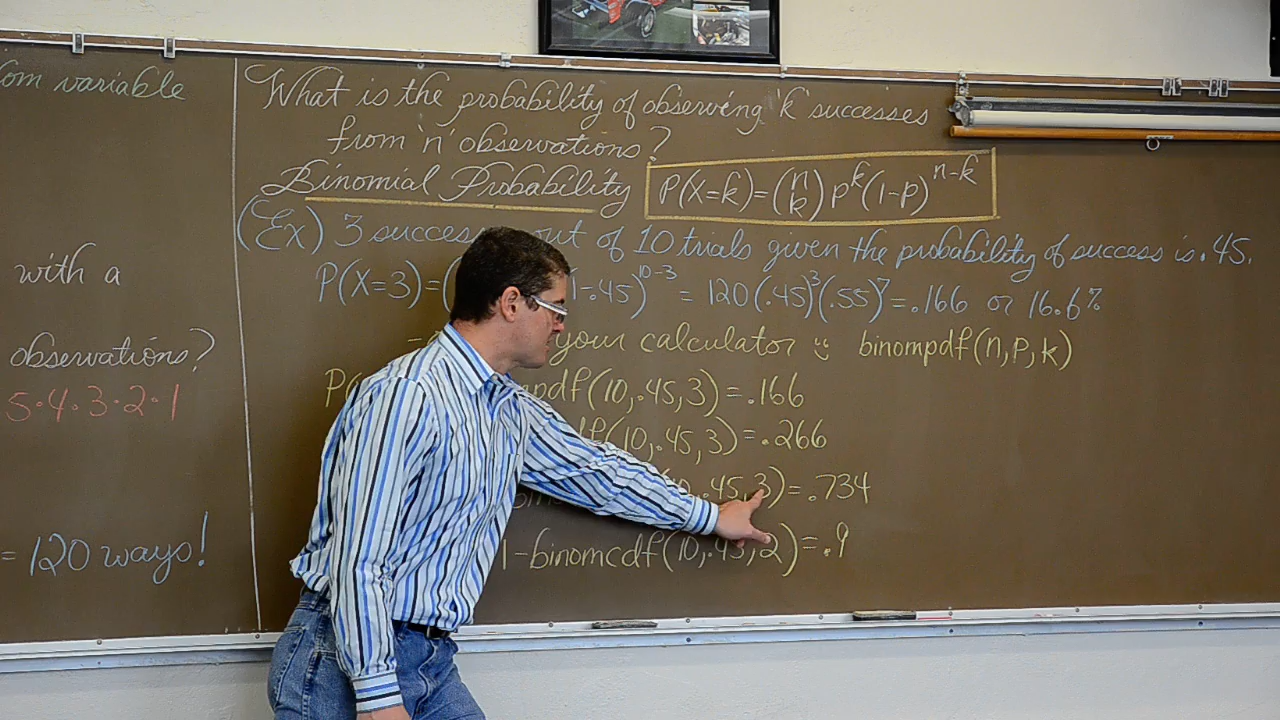 om variable
with a
observations?
5·4·3·2·1
= 120 ways!
What is the probability of observing 'k' successes
from 'n' observations?
Binomial Probability P(X=k)=(n k) p^k (1-p)^n-k
(Ex) 3 success out of 10 trials given the probability of success is .45.
P(X=3)=( 1-.45)^10-3 = 120(.45)^3(.55)^7 = .166 or 16.6%
your calculator binompdf(n,p,k)
P( pdf(10,.45,3)=.166
df(10,.45,3)=.266
.45,3)=.734
1-binomcdf(10,.45,2)=.9